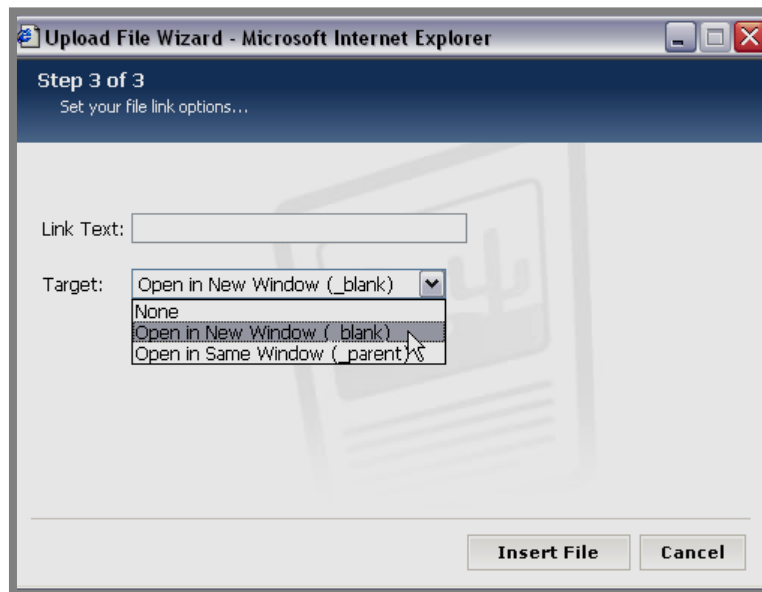 Upload File Wizard - Microsoft Internet Explorer
Step 3 of 3
Set your file link options...
Link Text:
Target: Open in New Window (_blank)
None
Open in New Window (_blank)
Open in Same Window (_parent)
Insert File Cancel